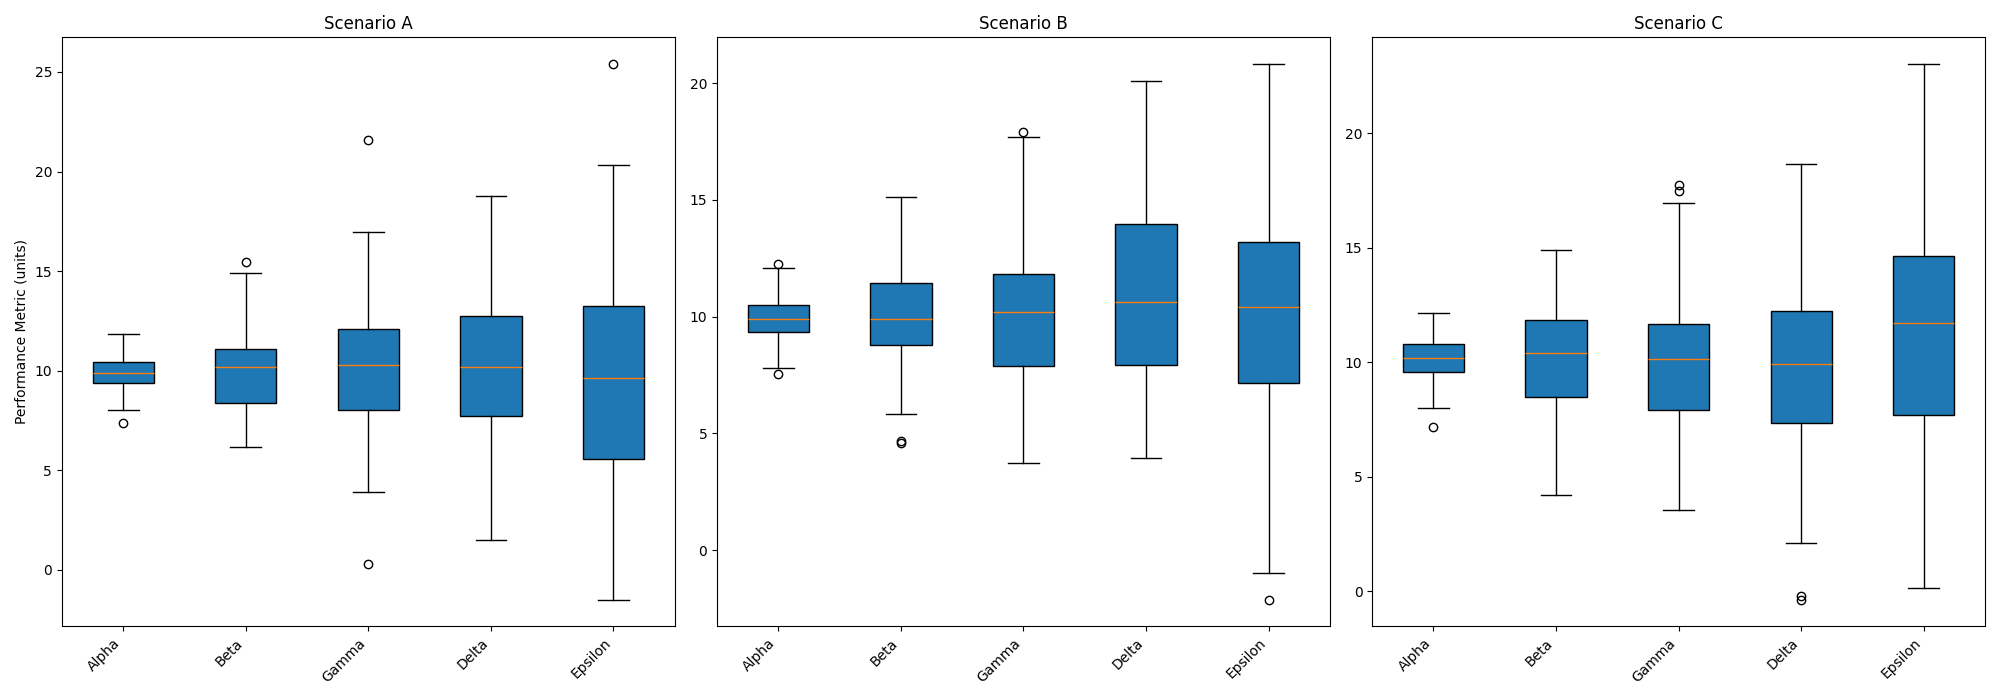 Scenario A
Scenario B
Scenario C
Performance Metric (units)
25
20
15
10
5
0
Alpha
Beta
Gamma
Delta
Epsilon
20
15
10
5
0
Alpha
Beta
Gamma
Delta
Epsilon
20
15
10
5
0
Alpha
Beta
Gamma
Delta
Epsilon